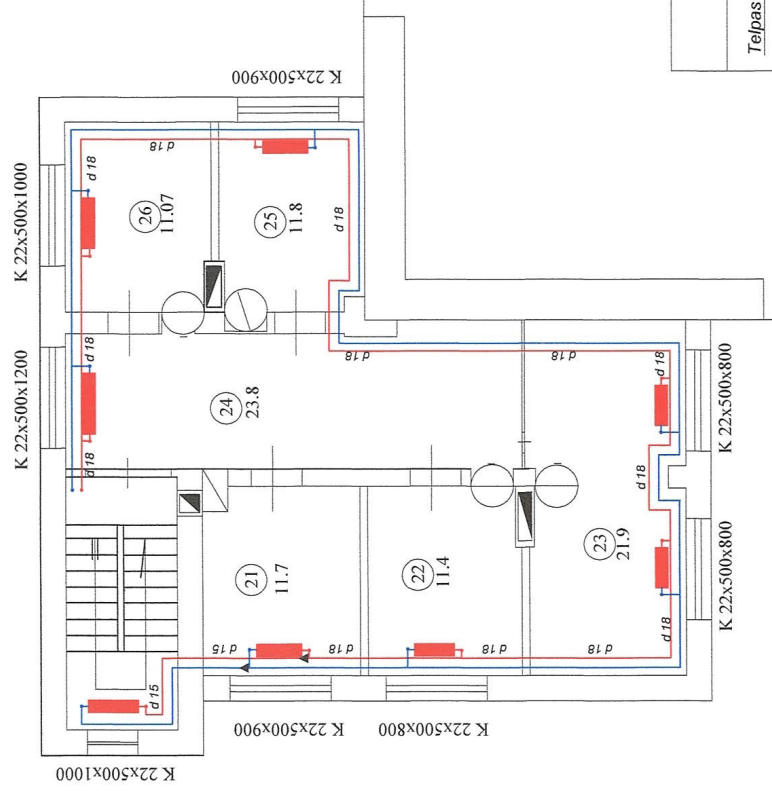 K 22x500x900
Telpas
K 22x500x1000
d 18
d 18
26
11.07
25
11.8
d 18
K 22x500x1200
d 18
d 18
24
23.8
d 18
d 18
d 18
K 22x500x800
d 18
21
11.7
22
11.4
23
21.9
K 22x500x800
d 15
d 18
d 18
d 18
d 18
d 15
K 22x500x900
K 22x500x800
K 22x500x1000